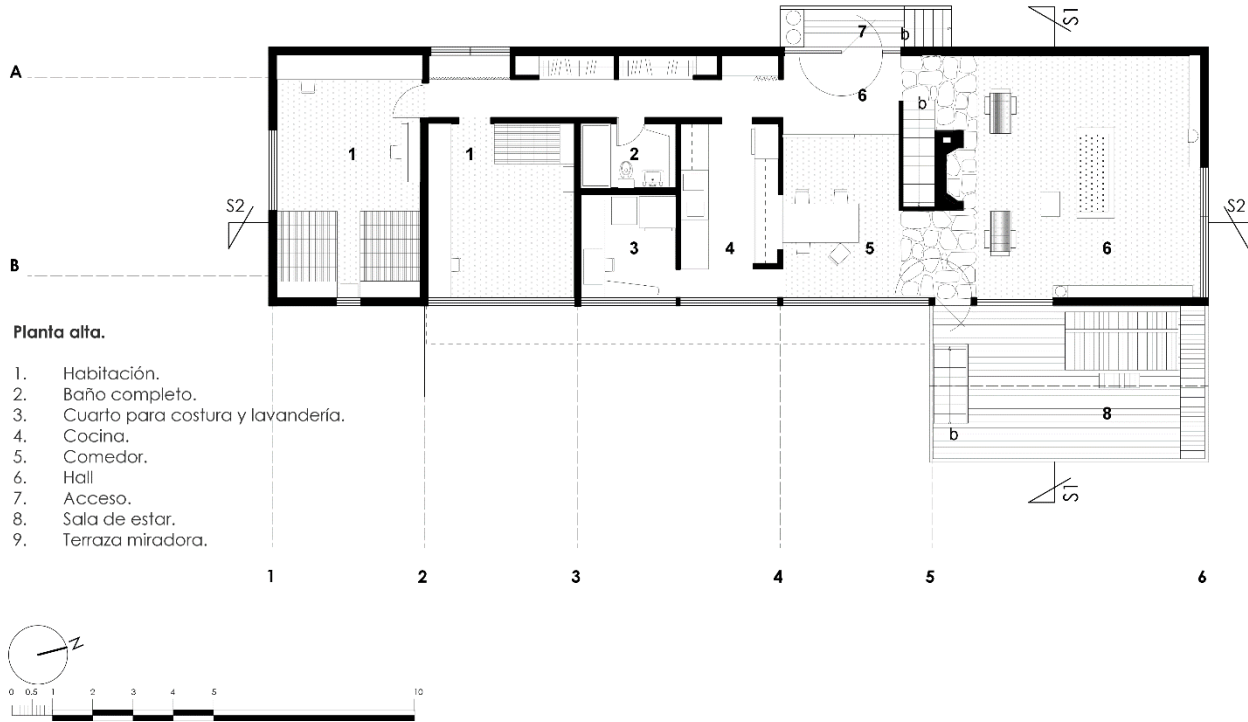 S1
7
b
A
6
b
1
1
2
S2
S2
3
4
5
6
B
Planta alta.
1. Habitación.
2. Baño completo.
3. Cuarto para costura y lavandería.
4. Cocina.
5. Comedor.
6. Hall
7. Acceso.
8. Sala de estar.
9. Terraza miradora.
8
b
S1
1 2 3 4 5 6
N
0 0.5 1 2 3 4 5 10